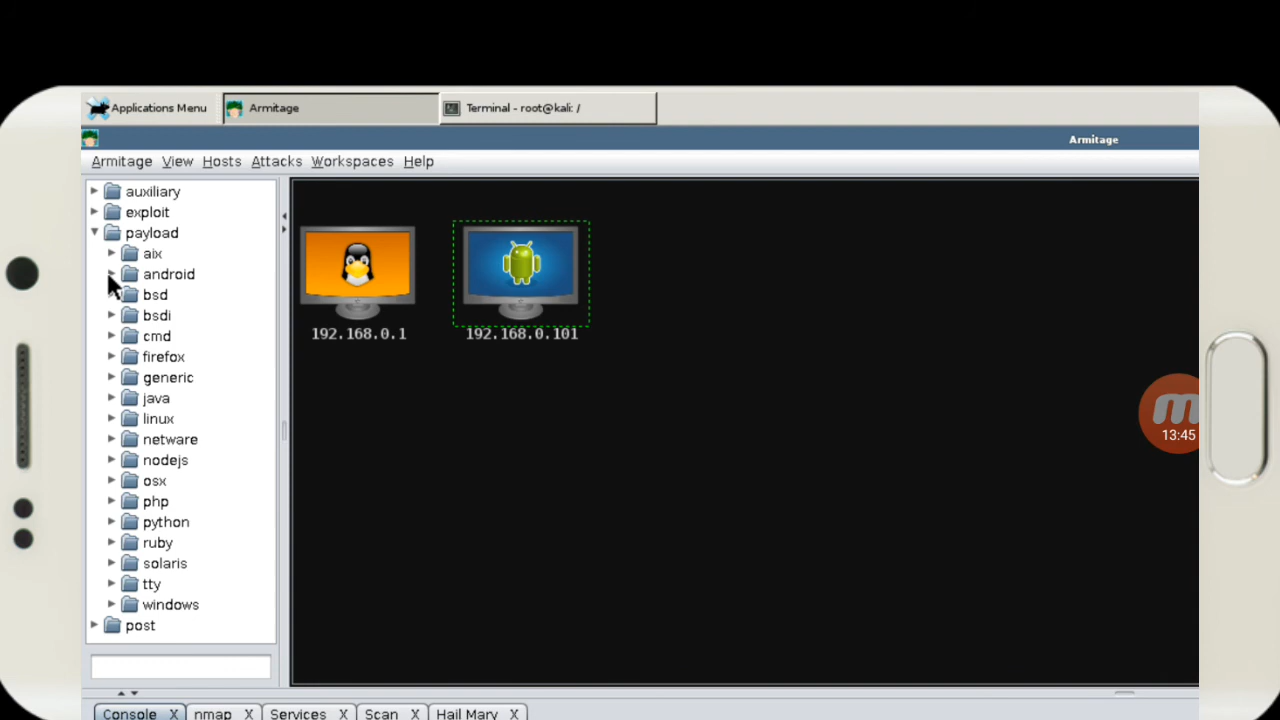 Applications Menu
Armitage
Terminal - root@kali: /
Armitage
Armitage View Hosts Attacks Workspaces Help
auxiliary
exploit
payload
aix
android
bsd
bsdi
cmd
firefox
generic
java
linux
netware
nodejs
osx
php
python
ruby
solaris
tty
windows
post
192.168.0.1
192.168.0.101
13:45
Console X nmap X Services X Scan X Hail Mary X